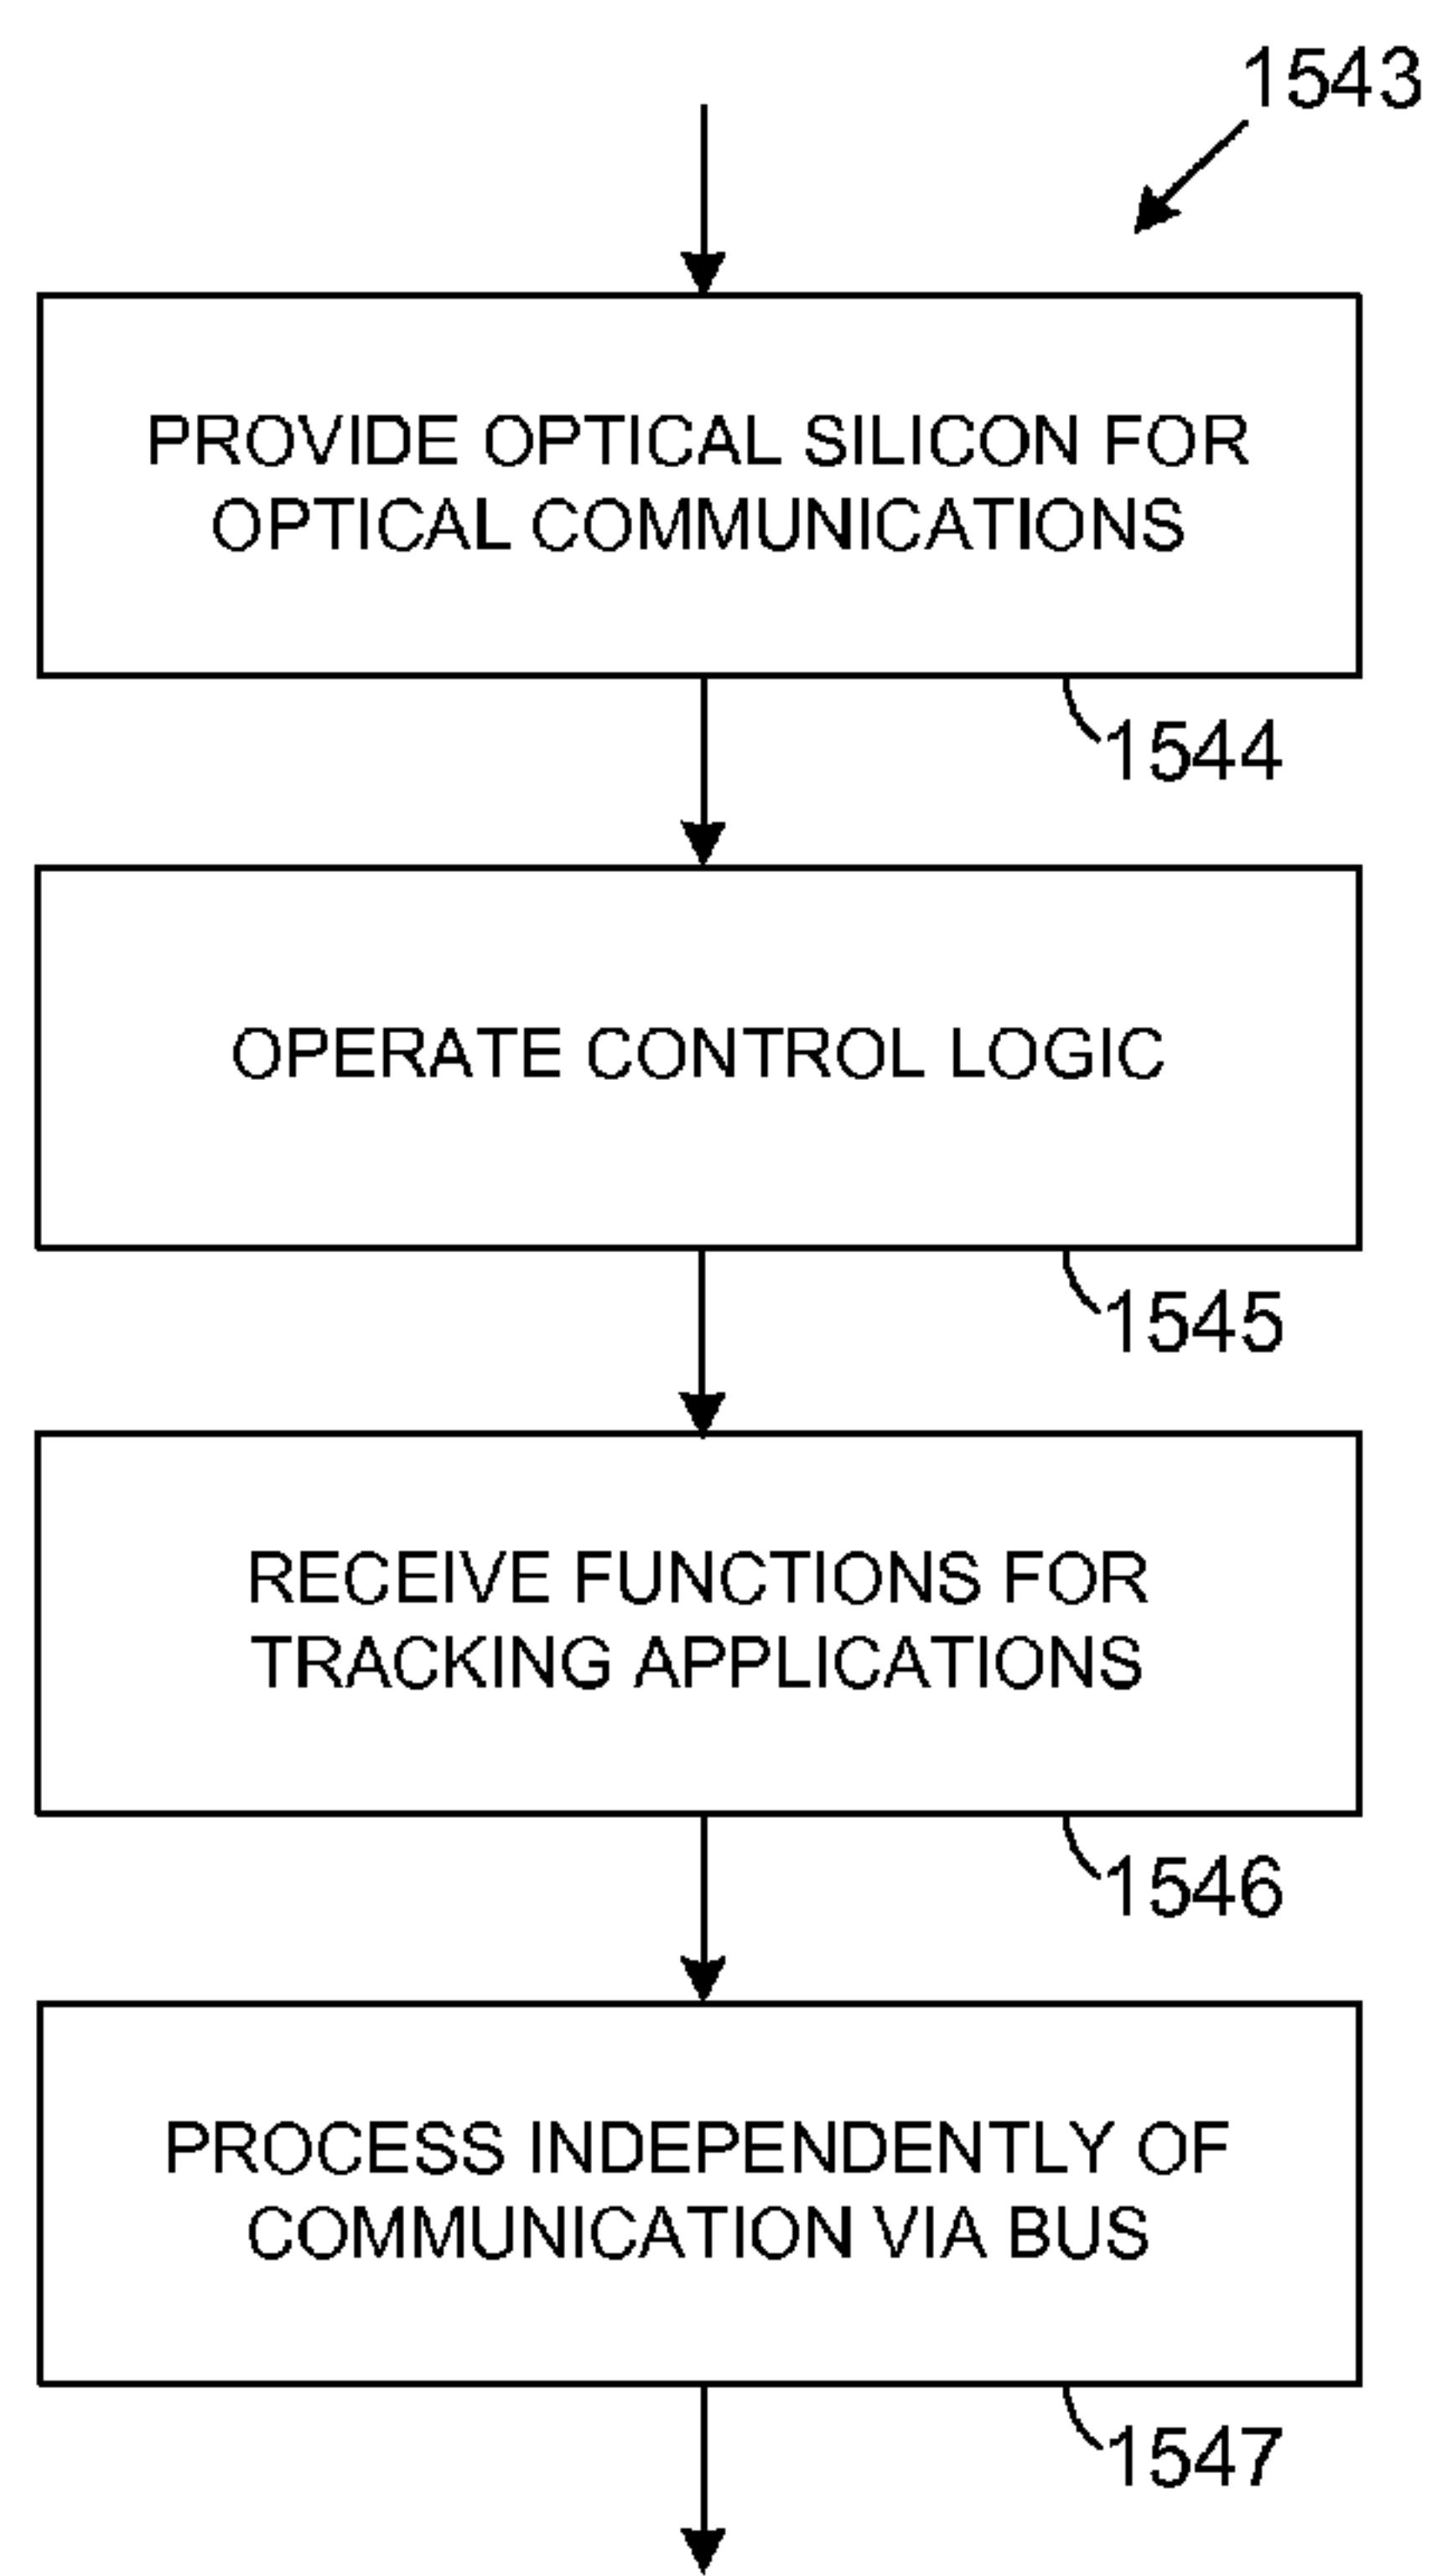 1543
PROVIDE OPTICAL SILICON FOR
OPTICAL COMMUNICATIONS
1544
OPERATE CONTROL LOGIC
1545
RECEIVE FUNCTIONS FOR
TRACKING APPLICATIONS
1546
PROCESS INDEPENDENTLY OF
COMMUNICATION VIA BUS
1547